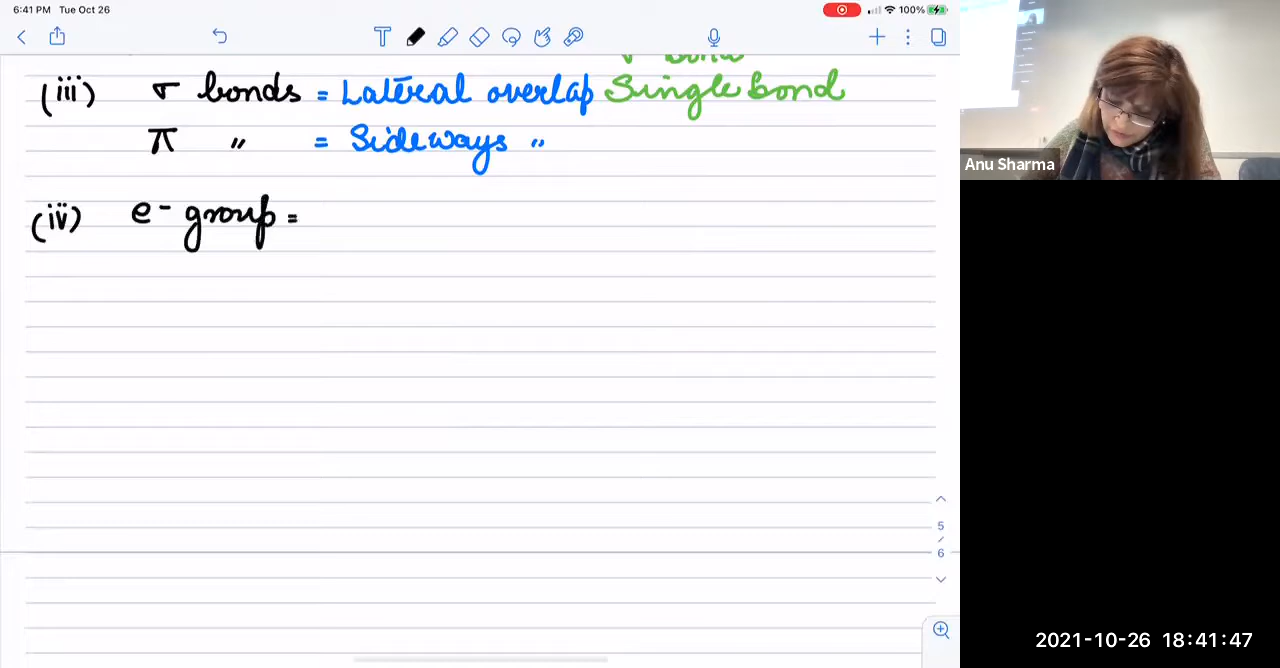 6:41 PM Tue Oct 26
100%
σ bond
(iii) σ bonds = Lateral overlap Single bond
π " = Sideways "
(iv) e- group =
Anu Sharma
5
/
6
2021-10-26 18:41:47